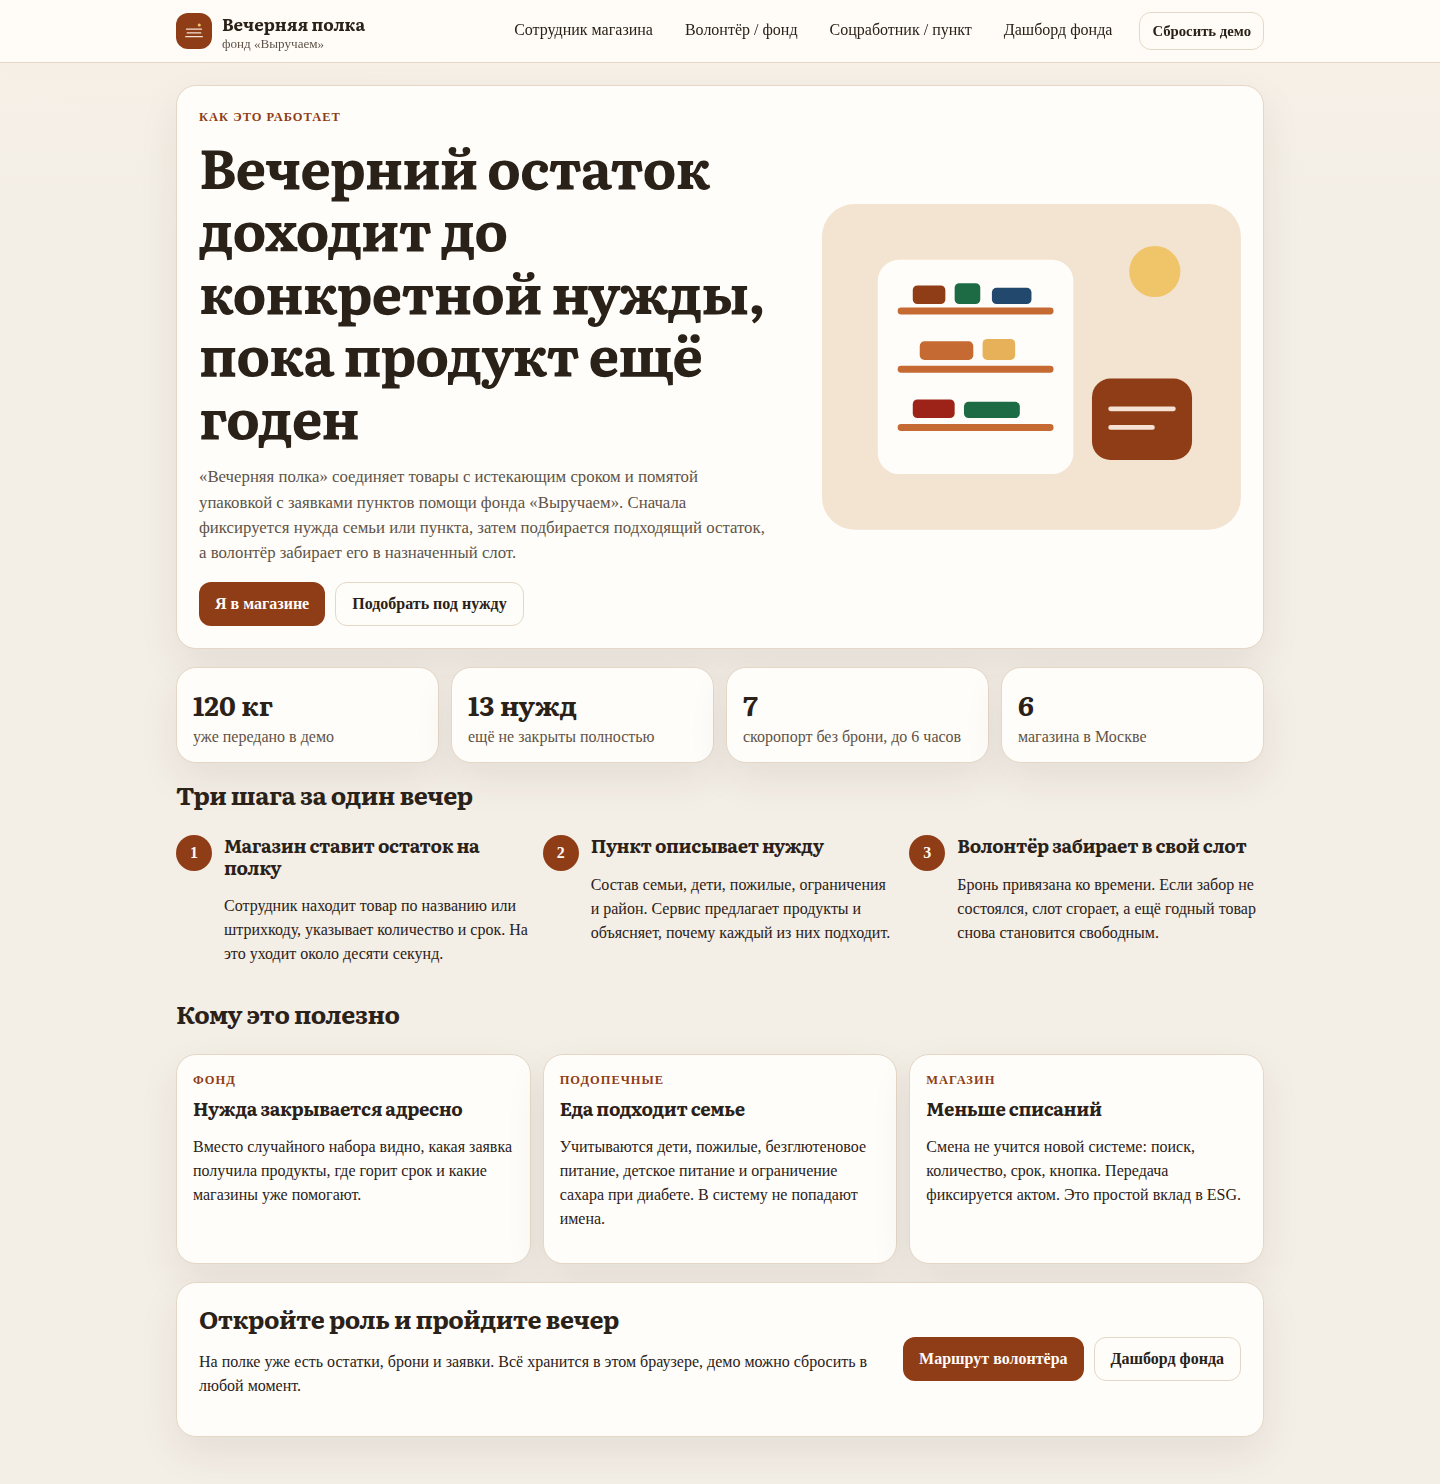 Вечерняя полка
фонд «Выручаем»
Сотрудник магазина
Волонтёр / фонд
Соцработник / пункт
Дашборд фонда
Сбросить демо
КАК ЭТО РАБОТАЕТ
Вечерний остаток
доходит до
конкретной нужды,
пока продукт ещё
годен
«Вечерняя полка» соединяет товары с истекающим сроком и помятой
упаковкой с заявками пунктов помощи фонда «Выручаем». Сначала
фиксируется нужда семьи или пункта, затем подбирается подходящий остаток,
а волонтёр забирает его в назначенный слот.
Я в магазине
Подобрать под нужду
120 кг
уже передано в демо
13 нужд
ещё не закрыты полностью
7
скоропорт без брони, до 6 часов
6
магазина в Москве
Три шага за один вечер
1
Магазин ставит остаток на
полку
Сотрудник находит товар по названию или
штрихкоду, указывает количество и срок. На
это уходит около десяти секунд.
2
Пункт описывает нужду
Состав семьи, дети, пожилые, ограничения
и район. Сервис предлагает продукты и
объясняет, почему каждый из них подходит.
3
Волонтёр забирает в свой слот
Бронь привязана ко времени. Если забор не
состоялся, слот сгорает, а ещё годный товар
снова становится свободным.
Кому это полезно
ФОНД
Нужда закрывается адресно
Вместо случайного набора видно, какая заявка
получила продукты, где горит срок и какие
магазины уже помогают.
ПОДОПЕЧНЫЕ
Еда подходит семье
Учитываются дети, пожилые, безглютеновое
питание, детское питание и ограничение
сахара при диабете. В систему не попадают
имена.
МАГАЗИН
Меньше списаний
Смена не учится новой системе: поиск,
количество, срок, кнопка. Передача
фиксируется актом. Это простой вклад в ESG.
Откройте роль и пройдите вечер
На полке уже есть остатки, брони и заявки. Всё хранится в этом браузере, демо можно сбросить в
любой момент.
Маршрут волонтёра
Дашборд фонда